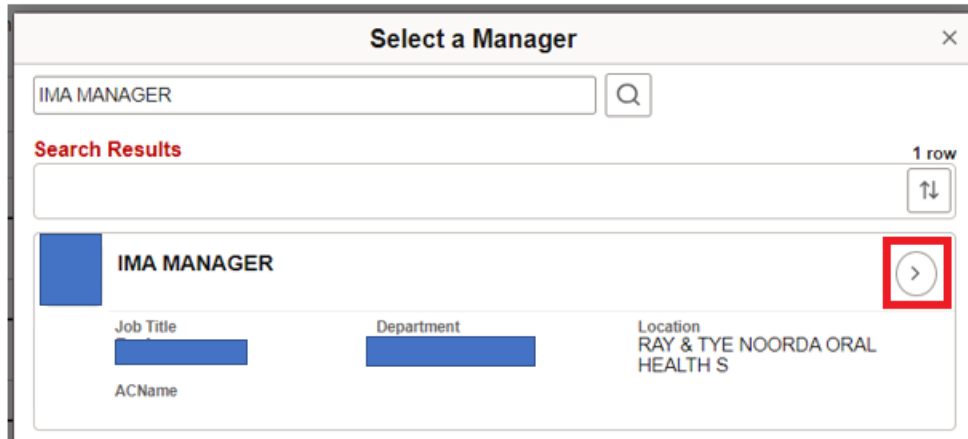 Select a Manager
IMA MANAGER
Search Results
1 row
IMA MANAGER
Job Title
Department
Location
RAY & TYE NOORDA ORAL
HEALTH S
ACName